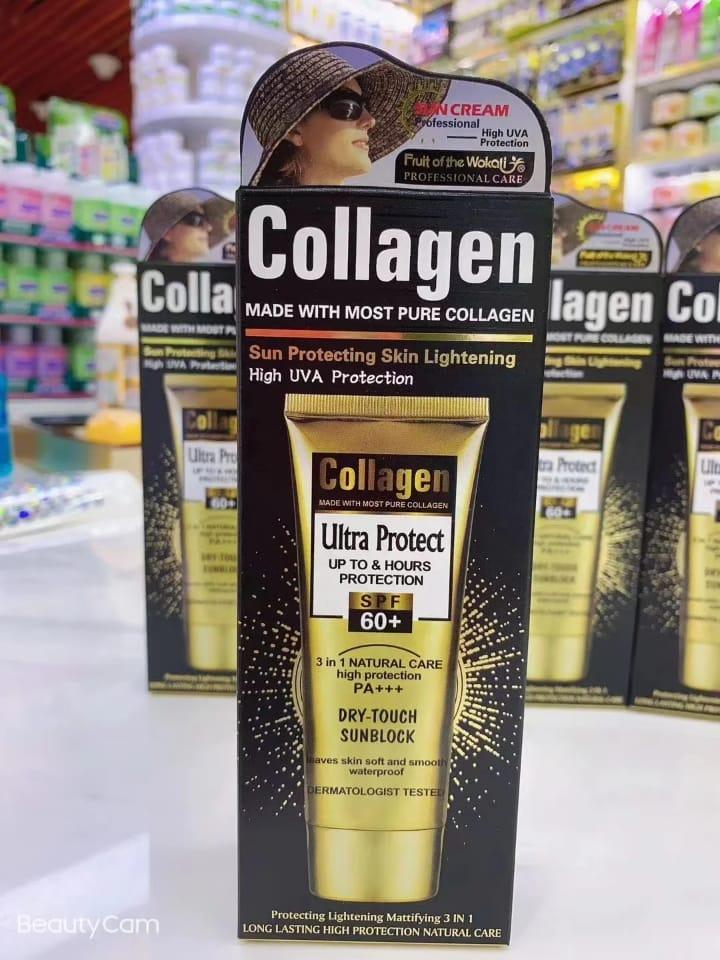 SUN CREAM
Professional
High UVA
Protection
Fruit of the Wokali
PROFESSIONAL CARE
Collagen
MADE WITH MOST PURE COLLAGEN
Sun Protecting Skin Lightening
High UVA Protection
Collagen
MADE WITH MOST PURE COLLAGEN
Ultra Protect
UP TO & HOURS
PROTECTION
SPF
60+
3 in 1 NATURAL CARE
high protection
PA+++
DRY-TOUCH
SUNBLOCK
leaves skin soft and smooth
waterproof
DERMATOLOGIST TESTED
Protecting Lightening Mattifying 3 IN 1
LONG LASTING HIGH PROTECTION NATURAL CARE
BeautyCam